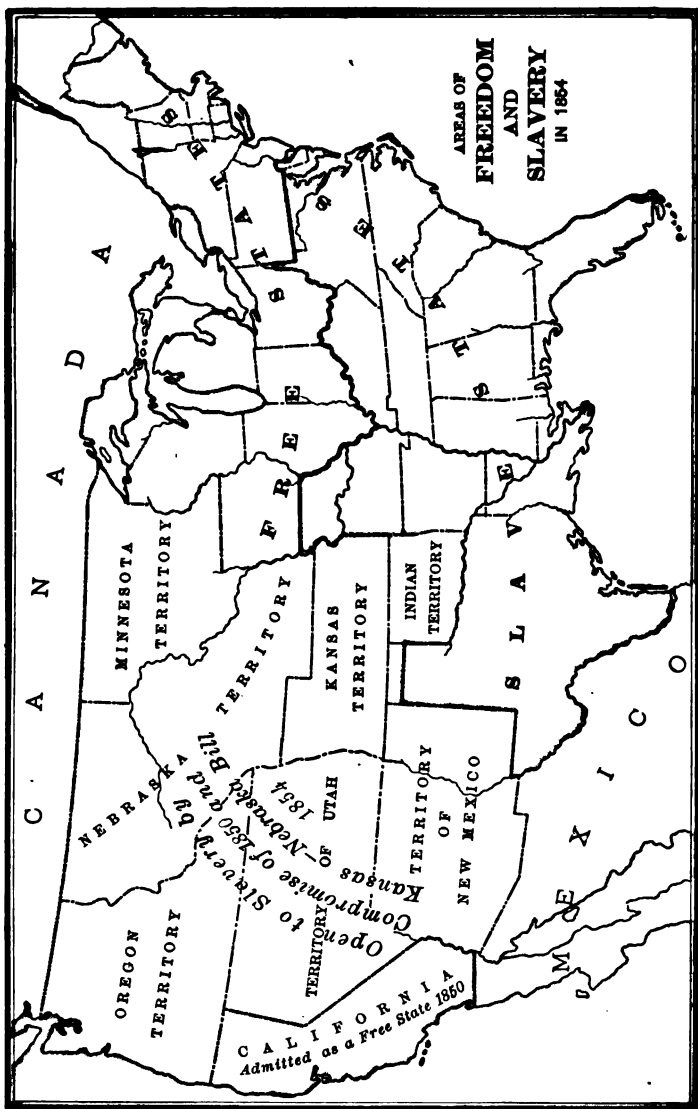 AREAS OF
FREEDOM
AND
SLAVERY
IN 1854
CANADA
OREGON
TERRITORY
NEBRASKA
TERRITORY
MINNESOTA
TERRITORY
Open to Slavery by
Compromise of 1850 and
Kansas—Nebraska Bill
1854
TERRITORY OF UTAH
KANSAS
TERRITORY
FREE STATES
CALIFORNIA
Admitted as a Free State 1850
TERRITORY
OF
NEW MEXICO
INDIAN
TERRITORY
SLAVE STATES
MEXICO